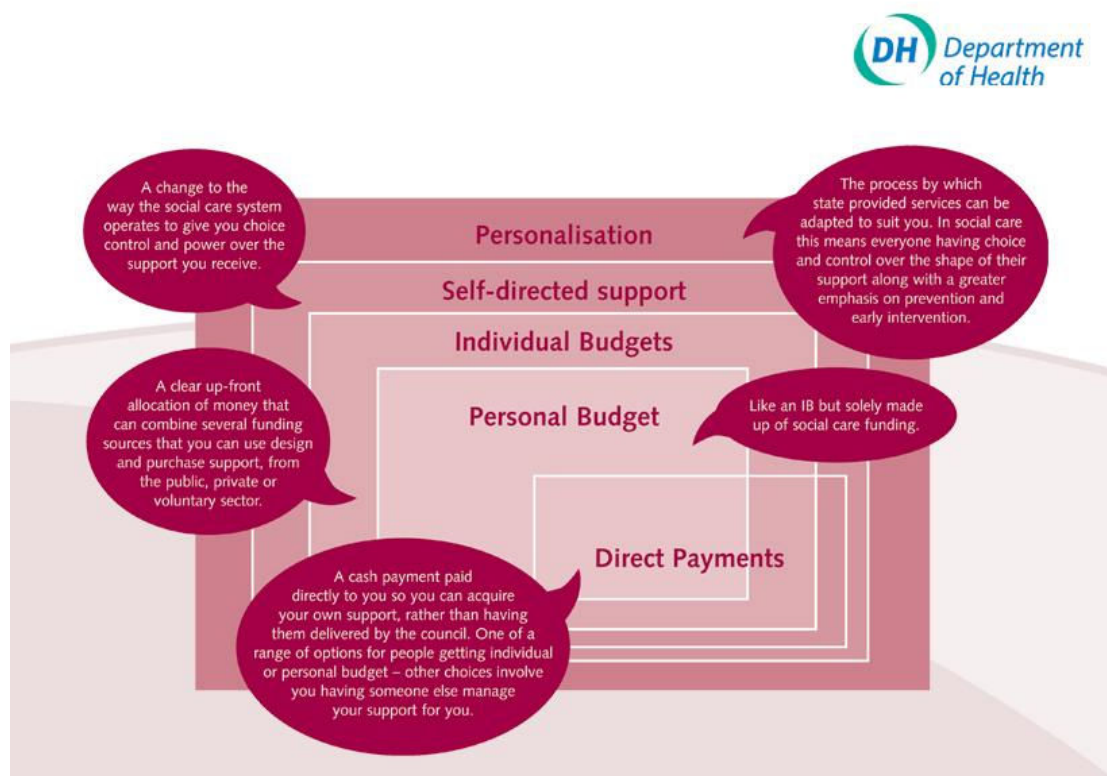 DH Department
of Health
A change to the
way the social care system
operates to give you choice
control and power over the
support you receive.
The process by which
state provided services can be
adapted to suit you. In social care
this means everyone having choice
and control over the shape of their
support along with a greater
emphasis on prevention and
early intervention.
Personalisation
Self-directed support
Individual Budgets
A clear up-front
allocation of money that
can combine several funding
sources that you can use design
and purchase support, from
the public, private or
voluntary sector.
Personal Budget
Like an IB but solely made
up of social care funding.
Direct Payments
A cash payment paid
directly to you so you can acquire
your own support, rather than having
them delivered by the council. One of a
range of options for people getting individual
or personal budget – other choices involve
you having someone else manage
your support for you.